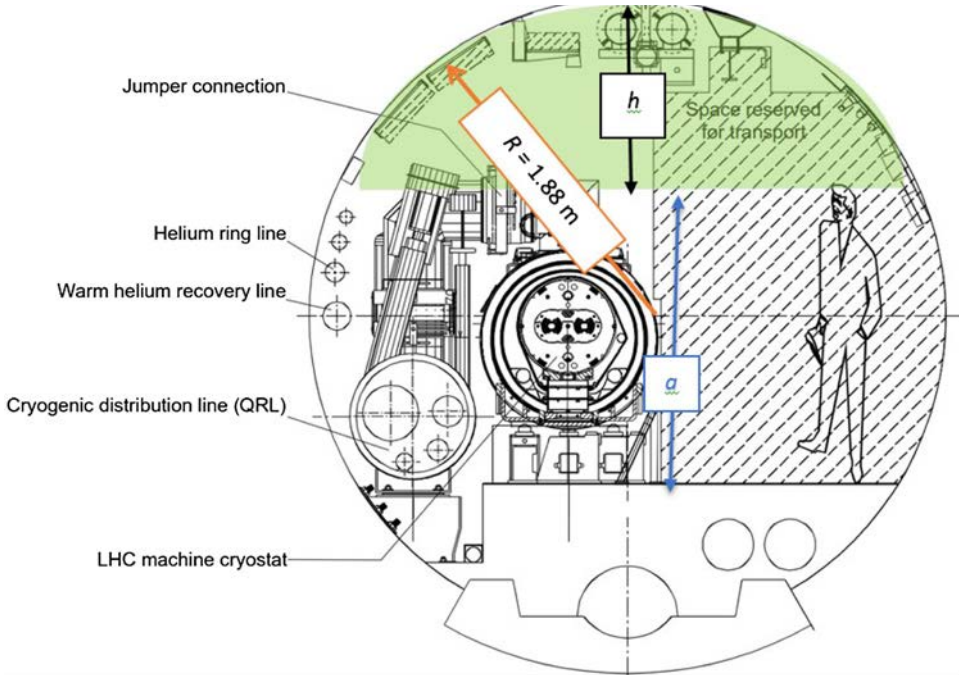 Jumper connection
h
Space reserved
for transport
R = 1.88 m
Helium ring line
Warm helium recovery line
a
Cryogenic distribution line (QRL)
LHC machine cryostat